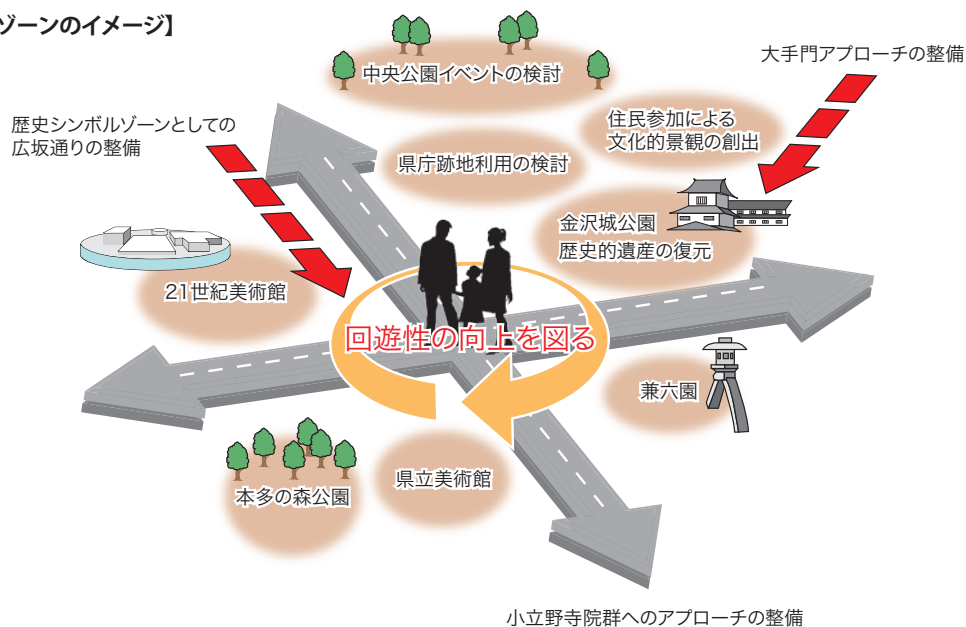 ゾーンのイメージ】
中央公園イベントの検討
大手門アプローチの整備
歴史シンボルゾーンとしての
広坂通りの整備
住民参加による
文化的景観の創出
県庁跡地利用の検討
金沢城公園
歴史的遺産の復元
21世紀美術館
回遊性の向上を図る
兼六園
県立美術館
本多の森公園
小立野寺院群へのアプローチの整備